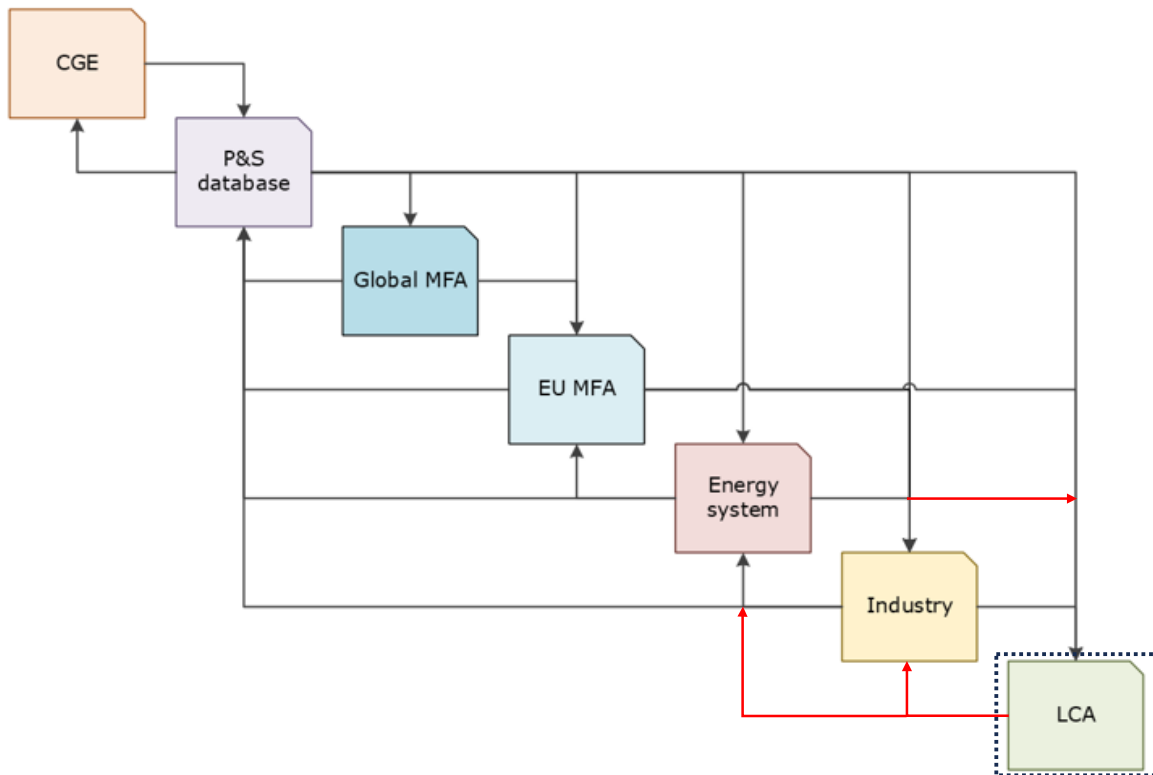 CGE
P&S
database
Global MFA
EU MFA
Energy
system
Industry
LCA